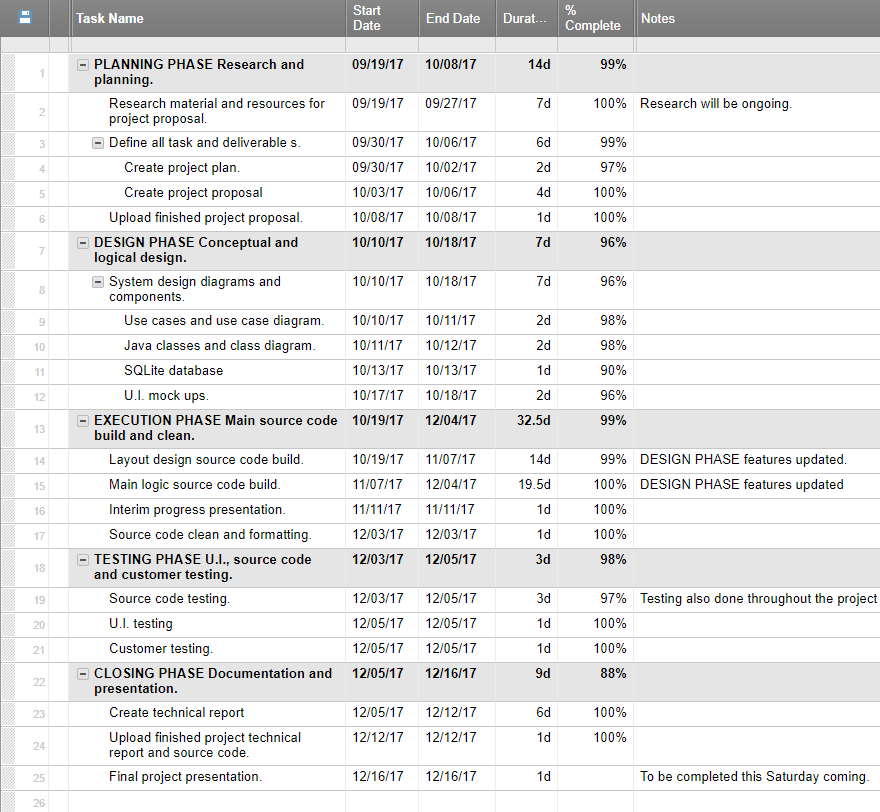 Task Name Start Date End Date Durat... % Complete Notes
1 PLANNING PHASE Research and 09/19/17 10/08/17 14d 99%
planning.
2 Research material and resources for 09/19/17 09/27/17 7d 100% Research will be ongoing.
project proposal.
3 Define all task and deliverable s. 09/30/17 10/06/17 6d 99%
4 Create project plan. 09/30/17 10/02/17 2d 97%
5 Create project proposal 10/03/17 10/06/17 4d 100%
6 Upload finished project proposal. 10/08/17 10/08/17 1d 100%
7 DESIGN PHASE Conceptual and 10/10/17 10/18/17 7d 96%
logical design.
8 System design diagrams and 10/10/17 10/18/17 7d 96%
components.
9 Use cases and use case diagram. 10/10/17 10/11/17 2d 98%
10 Java classes and class diagram. 10/11/17 10/12/17 2d 98%
11 SQLite database 10/13/17 10/13/17 1d 90%
12 U.I. mock ups. 10/17/17 10/18/17 2d 96%
13 EXECUTION PHASE Main source code 10/19/17 12/04/17 32.5d 99%
build and clean.
14 Layout design source code build. 10/19/17 11/07/17 14d 99% DESIGN PHASE features updated.
15 Main logic source code build. 11/07/17 12/04/17 19.5d 100% DESIGN PHASE features updated
16 Interim progress presentation. 11/11/17 11/11/17 1d 100%
17 Source code clean and formatting. 12/03/17 12/03/17 1d 100%
18 TESTING PHASE U.I., source code 12/03/17 12/05/17 3d 98%
and customer testing.
19 Source code testing. 12/03/17 12/05/17 3d 97% Testing also done throughout the project
20 U.I. testing 12/05/17 12/05/17 1d 100%
21 Customer testing. 12/05/17 12/05/17 1d 100%
22 CLOSING PHASE Documentation and 12/05/17 12/16/17 9d 88%
presentation.
23 Create technical report 12/05/17 12/12/17 6d 100%
24 Upload finished project technical 12/12/17 12/12/17 1d 100%
report and source code.
25 Final project presentation. 12/16/17 12/16/17 1d To be completed this Saturday coming.
26